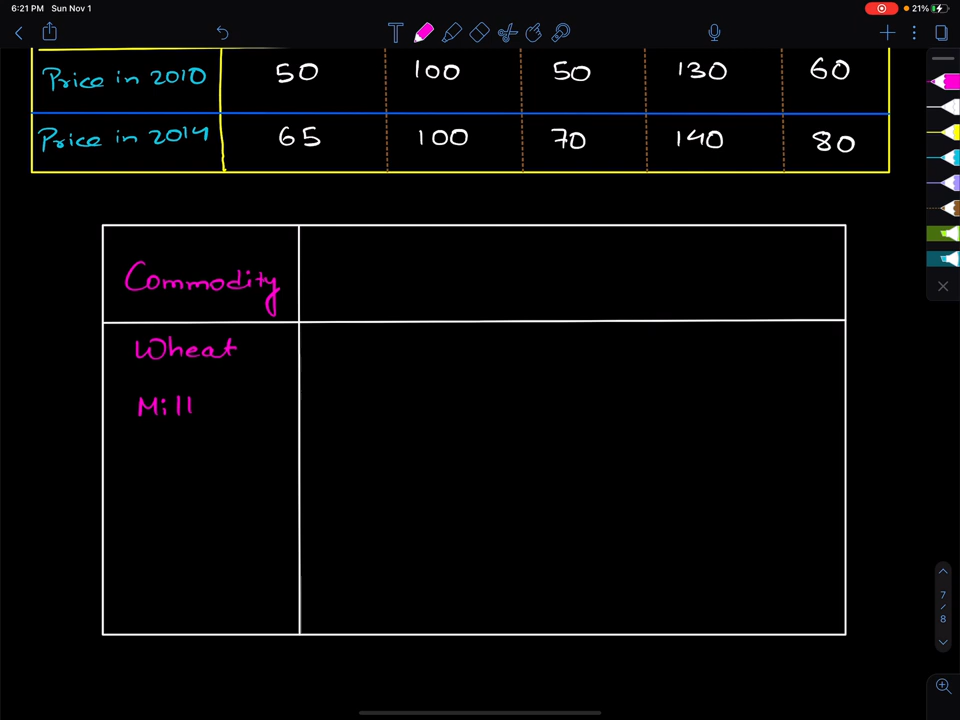 6:21 PM Sun Nov 1 21%
T
Price in 2010 50 100 50 130 60
Price in 2014 65 100 70 140 80
Commodity
Wheat
Mill
7
/
8